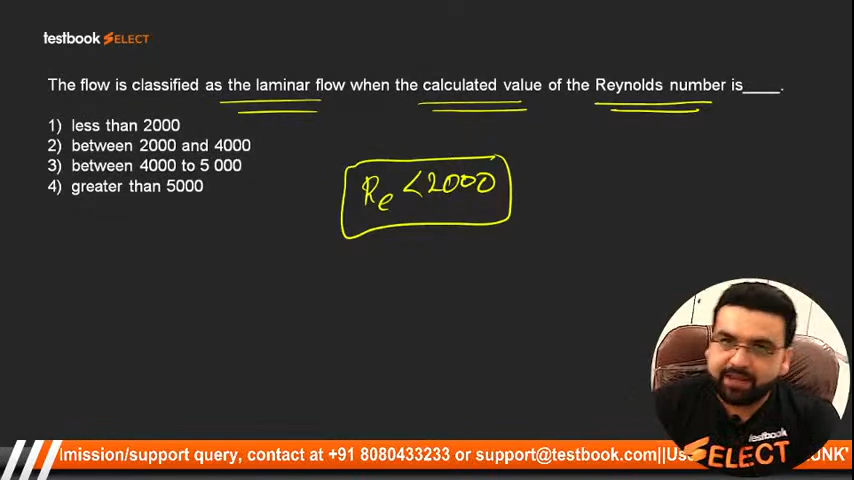 testbook SELECT
The flow is classified as the laminar flow when the calculated value of the Reynolds number is____.
1) less than 2000
2) between 2000 and 4000
3) between 4000 to 5 000
4) greater than 5000
Re < 2000
testbook
SELECT
lmission/support query, contact at +91 8080433233 or support@testbook.com||Us UNK'